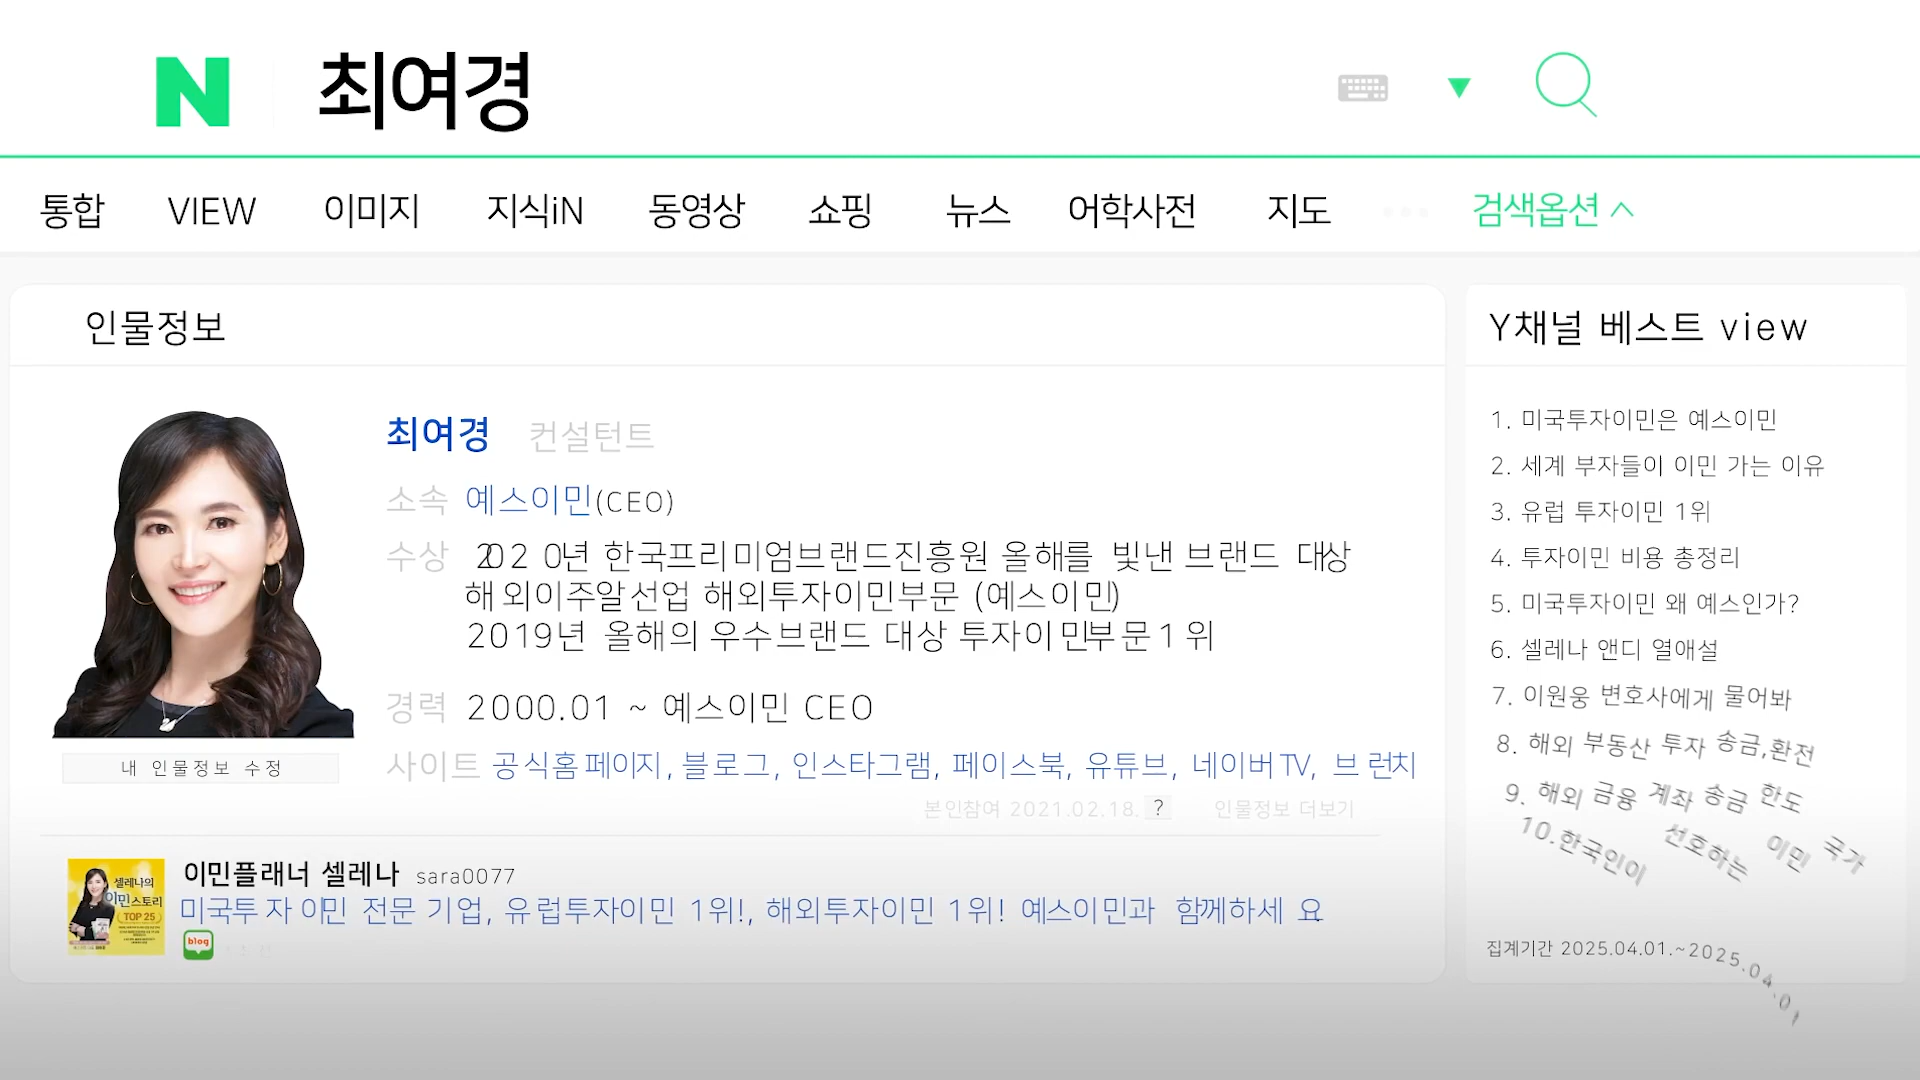 N 최여경
통합 VIEW 이미지 지식iN 동영상 쇼핑 뉴스 어학사전 지도 검색옵션
인물정보
최여경 컨설턴트
소속 예스이민(CEO)
수상 2020년 한국프리미엄브랜드진흥원 올해를 빛낸 브랜드 대상
해외이주알선업 해외투자이민부문 (예스이민)
2019년 올해의 우수브랜드 대상 투자이민부문 1위
경력 2000.01 ~ 예스이민 CEO
사이트 공식홈페이지, 블로그, 인스타그램, 페이스북, 유튜브, 네이버TV, 브런치
내 인물정보 수정
본인참여 2021.02.18. ? 인물정보 더보기
셀레나의
이민스토리
TOP 25
이민플래너 셀레나 sara0077
미국투자이민 전문 기업, 유럽투자이민 1위!, 해외투자이민 1위! 예스이민과 함께하세요
blog
Y채널 베스트 view
1. 미국투자이민은 예스이민
2. 세계 부자들이 이민 가는 이유
3. 유럽 투자이민 1위
4. 투자이민 비용 총정리
5. 미국투자이민 왜 예스인가?
6. 셀레나 앤디 열애설
7. 이원웅 변호사에게 물어봐
8. 해외 부동산 투자 송금,환전
9. 해외 금융 계좌 송금 한도
10.한국인이 선호하는 이민 국가
집계기간 2025.04.01.~2025.04.01